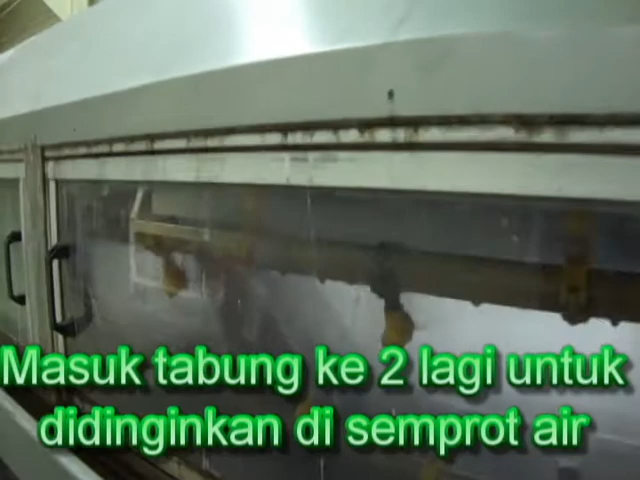 Masuk tabung ke 2 lagi untuk
didinginkan di semprot air